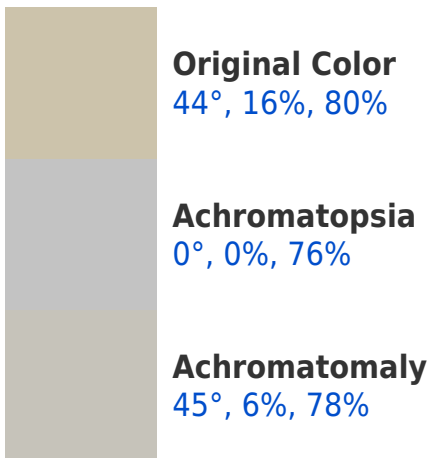 Original Color
44°, 16%, 80%
Achromatopsia
0°, 0%, 76%
Achromatomaly
45°, 6%, 78%